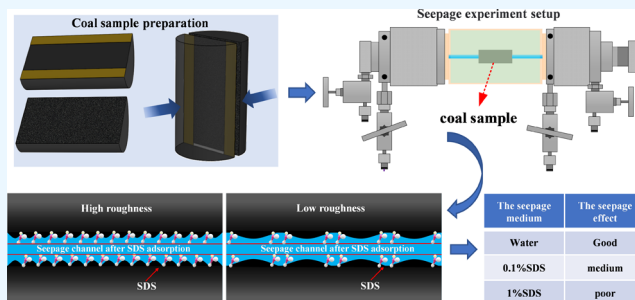 Coal sample preparation
Seepage experiment setup
coal sample
High roughness
Seepage channel after SDS adsorption
SDS
Low roughness
Seepage channel after SDS adsorption
SDS
The seepage medium
The seepage effect
Water
Good
0.1%SDS
medium
1%SDS
poor